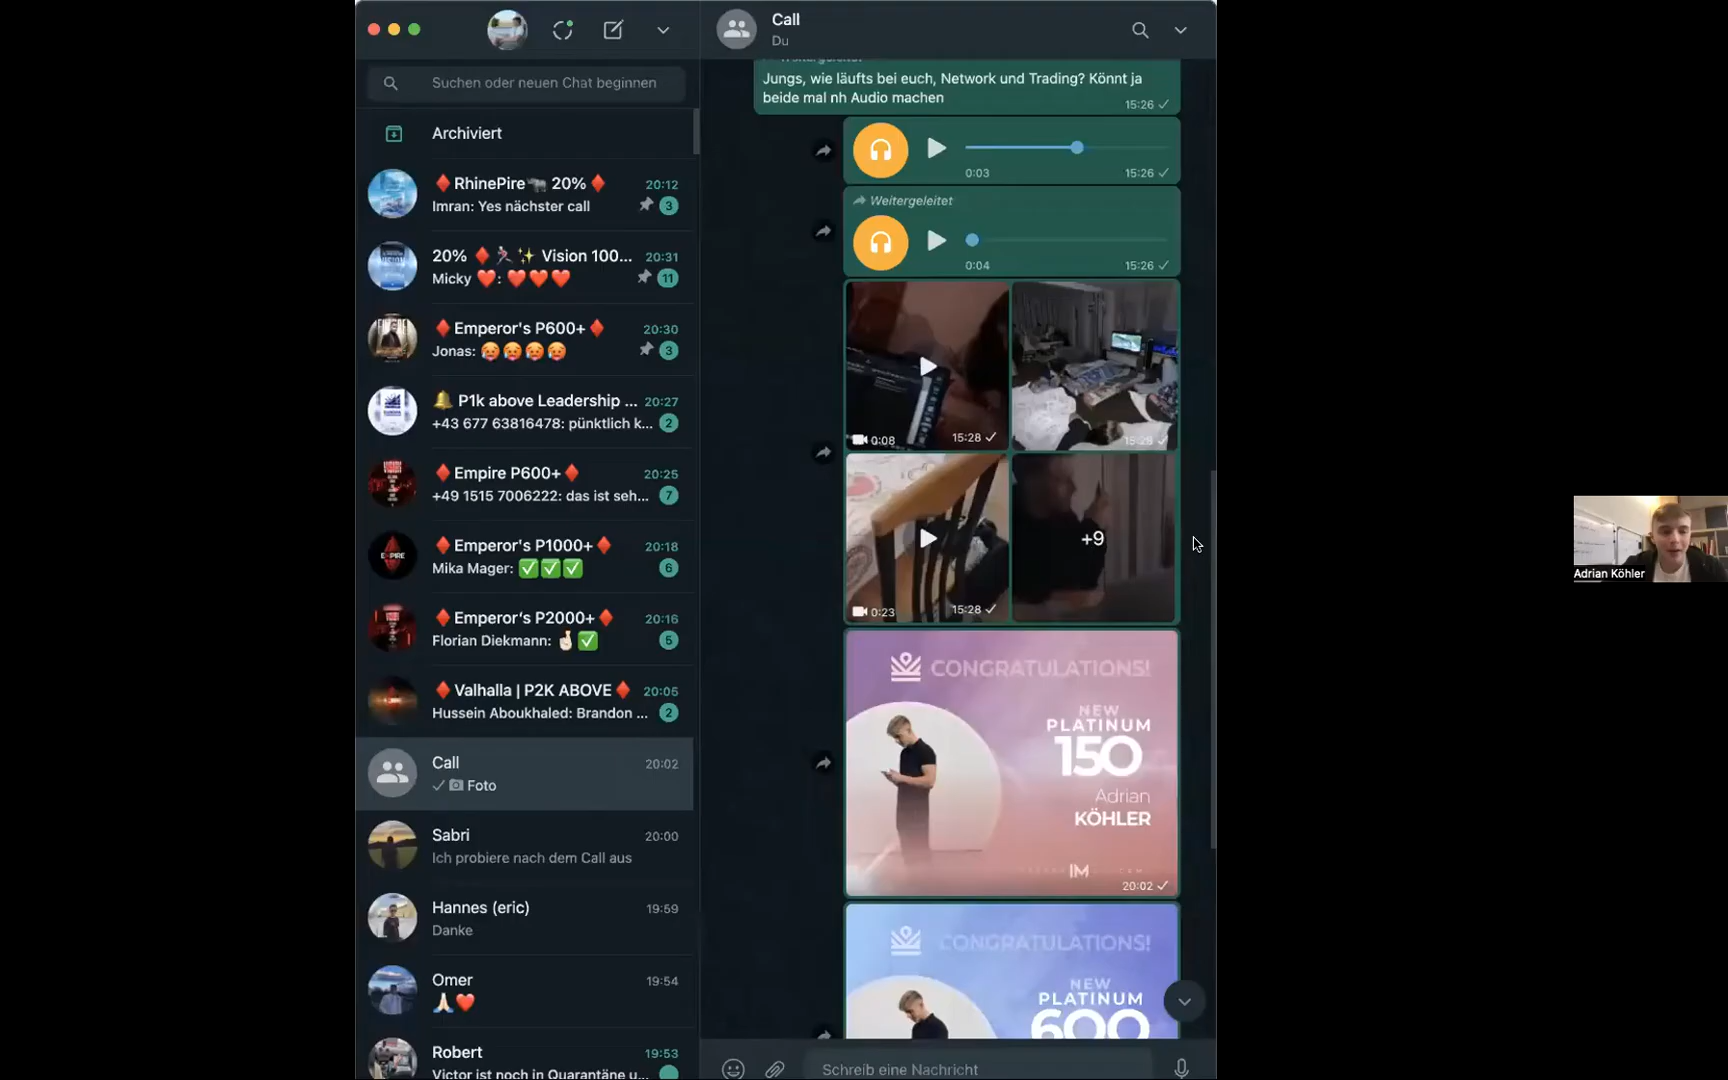 Call
Du
Suchen oder neuen Chat beginnen
Archiviert
RhinePire 20% 20:12
Imran: Yes nächster call 3
20% Vision 100... 20:31
Micky ❤️: ❤️❤️❤️ 11
Emperor's P600+ 20:30
Jonas: 🥵🥵🥵🥵 3
P1k above Leadership ... 20:27
+43 677 63816478: pünktlich k... 2
Empire P600+ 20:25
+49 1515 7006222: das ist seh... 7
Emperor's P1000+ 20:18
Mika Mager: ✅✅✅ 6
Emperor's P2000+ 20:16
Florian Diekmann: 🤞🏻✅ 5
Valhalla | P2K ABOVE 20:06
Hussein Aboukhaled: Brandon ... 2
Call 20:02
Foto
Sabri 20:00
Ich probiere nach dem Call aus
Hannes (eric) 19:59
Danke
Omer 19:54
🙏🏻❤️
Robert 19:53
Victor ist noch in Quarantäne u...
Jungs, wie läufts bei euch, Network und Trading? Könnt ja
beide mal nh Audio machen
15:26
0:03 15:26
Weitergeleitet
0:04 15:26
0:08 15:28
15:28
0:23 15:28
+9
CONGRATULATIONS!
NEW
PLATINUM
150
Adrian
KÖHLER
IM
20:02
CONGRATULATIONS!
NEW
PLATINUM
600
Schreib eine Nachricht
Adrian Köhler